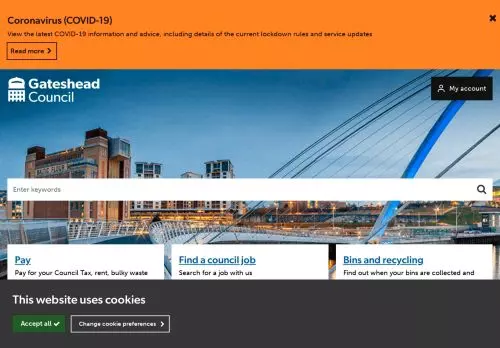 Coronavirus (COVID-19)
View the latest COVID-19 information and advice, including details of the current lockdown rules and service updates
Read more
Gateshead
Council
My account
Enter keywords
Pay
Pay for your Council Tax, rent, bulky waste
Find a council job
Search for a job with us
Bins and recycling
Find out when your bins are collected and
This website uses cookies
Accept all
Change cookie preferences